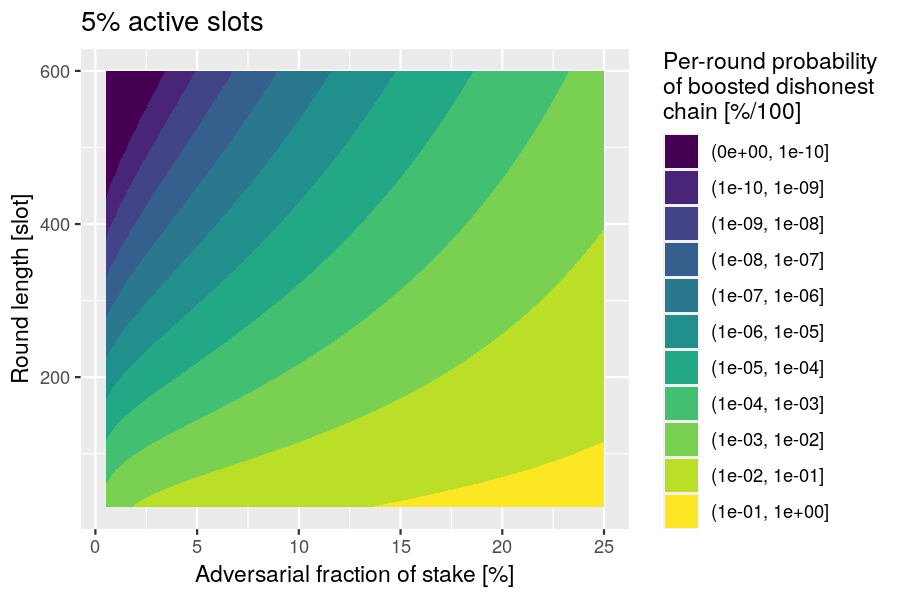 5% active slots
Per-round probability
of boosted dishonest
chain [%/100]
(0e+00, 1e-10]
(1e-10, 1e-09]
(1e-09, 1e-08]
(1e-08, 1e-07]
(1e-07, 1e-06]
(1e-06, 1e-05]
(1e-05, 1e-04]
(1e-04, 1e-03]
(1e-03, 1e-02]
(1e-02, 1e-01]
(1e-01, 1e+00]
Round length [slot]
600
400
200
0 5 10 15 20 25
Adversarial fraction of stake [%]